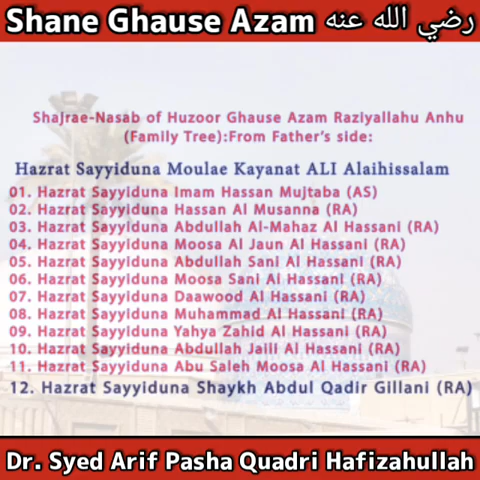 Shane Ghause Azam رضي الله عنه
Shajrae-Nasab of Huzoor Ghause Azam Raziyallahu Anhu
(Family Tree):From Father's side:
Hazrat Sayyiduna Moulae Kayanat ALI Alaihissalam
01. Hazrat Sayyiduna Imam Hassan Mujtaba (AS)
02. Hazrat Sayyiduna Hassan Al Musanna (RA)
03. Hazrat Sayyiduna Abdullah Al-Mahaz Al Hassani (RA)
04. Hazrat Sayyiduna Moosa Al Jaun Al Hassani (RA)
05. Hazrat Sayyiduna Abdullah Sani Al Hassani (RA)
06. Hazrat Sayyiduna Moosa Sani Al Hassani (RA)
07. Hazrat Sayyiduna Daawood Al Hassani (RA)
08. Hazrat Sayyiduna Muhammad Al Hassani (RA)
09. Hazrat Sayyiduna Yahya Zahid Al Hassani (RA)
10. Hazrat Sayyiduna Abdullah Jaili Al Hassani (RA)
11. Hazrat Sayyiduna Abu Saleh Moosa Al Hassani (RA)
12. Hazrat Sayyiduna Shaykh Abdul Qadir Gillani (RA)
Dr. Syed Arif Pasha Quadri Hafizahullah